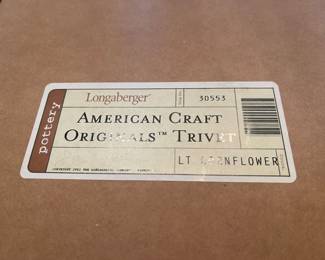 pottery
Longaberger
30553
AMERICAN CRAFT
ORIGINALS™ TRIVET
LT